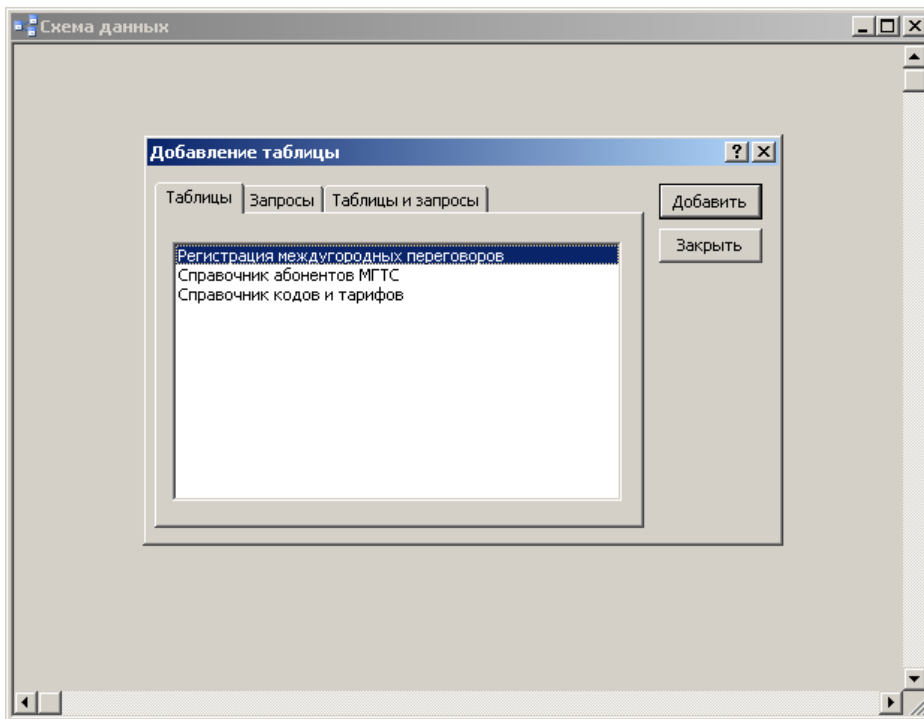 Схема данных
Добавление таблицы
Таблицы Запросы Таблицы и запросы
Добавить
Закрыть
Регистрация междугородных переговоров
Справочник абонентов МГТС
Справочник кодов и тарифов